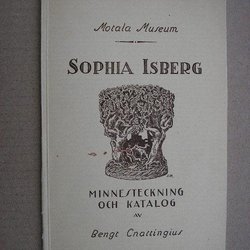 Motala Museum
SOPHIA ISBERG
MINNESTECKNING
OCH KATALOG
AV
Bengt Cnattingius